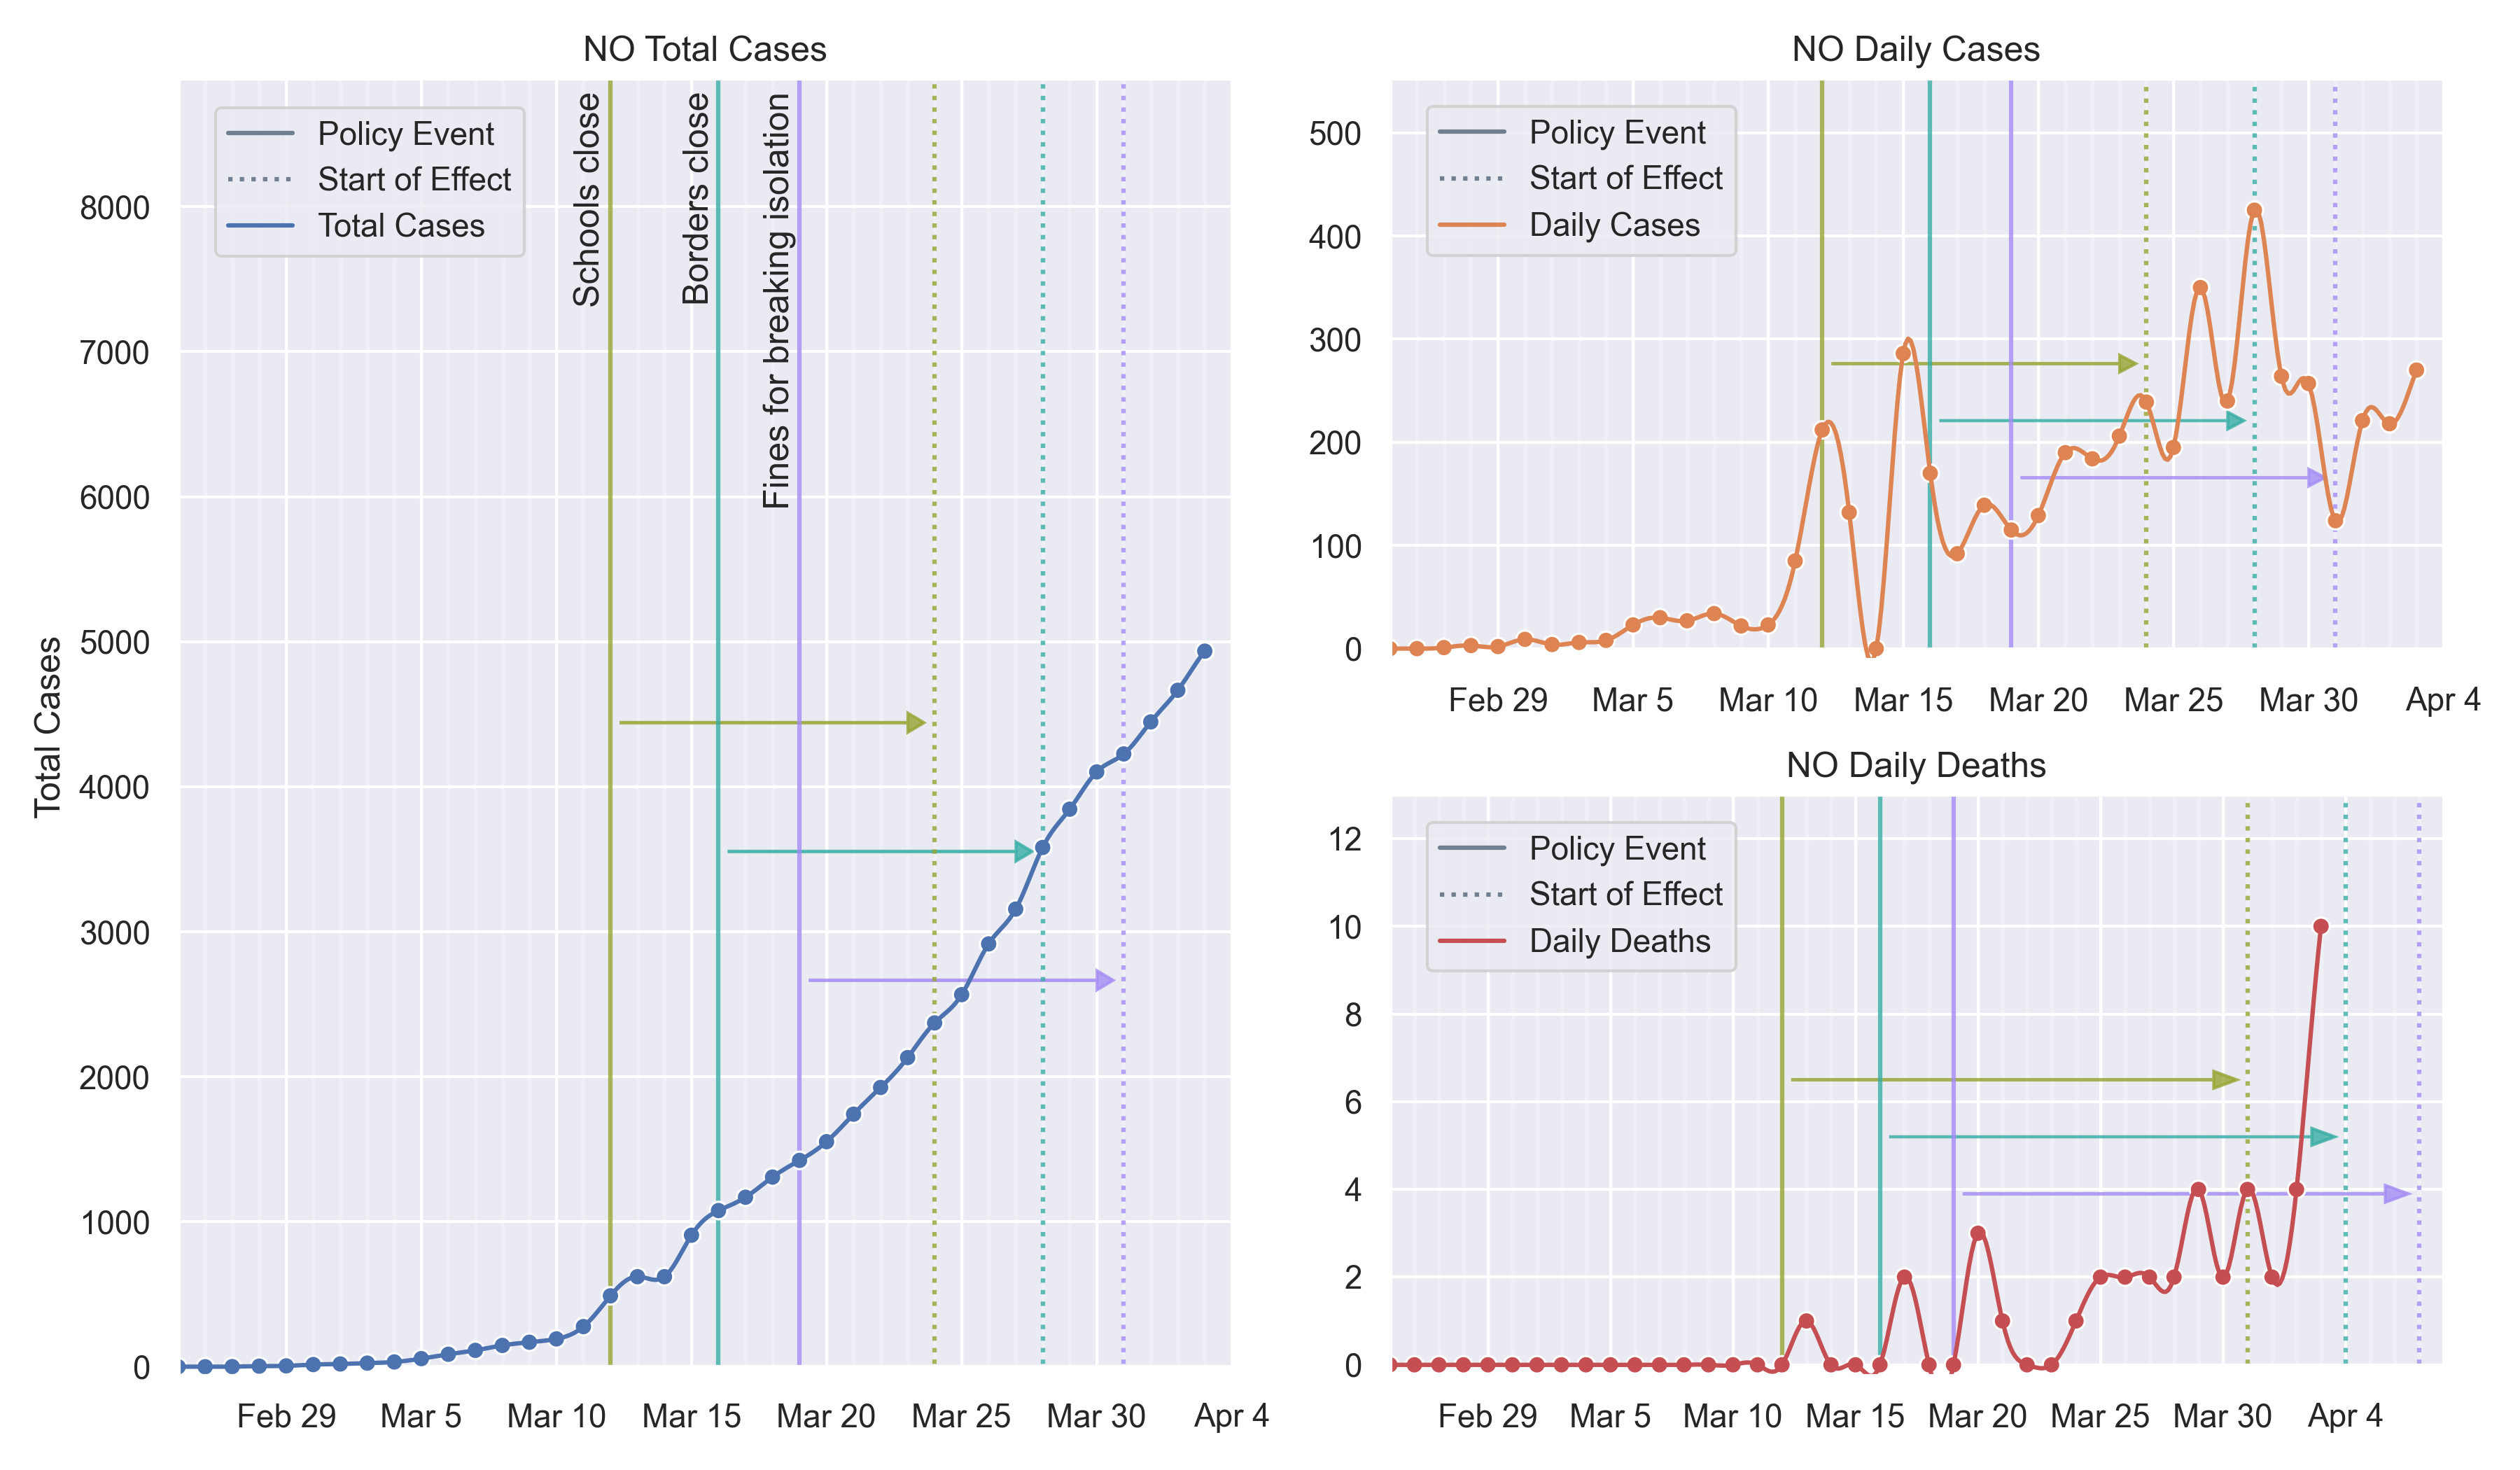 NO Total Cases
Policy Event
Start of Effect
Total Cases
Schools close
Borders close
Fines for breaking isolation
Total Cases
8000
7000
6000
5000
4000
3000
2000
1000
0
Feb 29
Mar 5
Mar 10
Mar 15
Mar 20
Mar 25
Mar 30
Apr 4
NO Daily Cases
Policy Event
Start of Effect
Daily Cases
500
400
300
200
100
0
Feb 29
Mar 5
Mar 10
Mar 15
Mar 20
Mar 25
Mar 30
Apr 4
NO Daily Deaths
Policy Event
Start of Effect
Daily Deaths
12
10
8
6
4
2
0
Feb 29
Mar 5
Mar 10
Mar 15
Mar 20
Mar 25
Mar 30
Apr 4